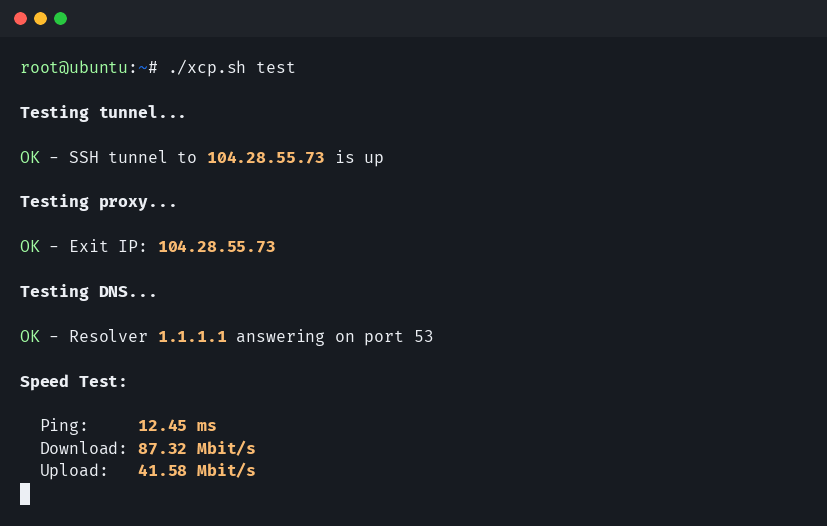 root@ubuntu:~# ./xcp.sh test
Testing tunnel...
OK - SSH tunnel to 104.28.55.73 is up
Testing proxy...
OK - Exit IP: 104.28.55.73
Testing DNS...
OK - Resolver 1.1.1.1 answering on port 53
Speed Test:
Ping: 12.45 ms
Download: 87.32 Mbit/s
Upload: 41.58 Mbit/s